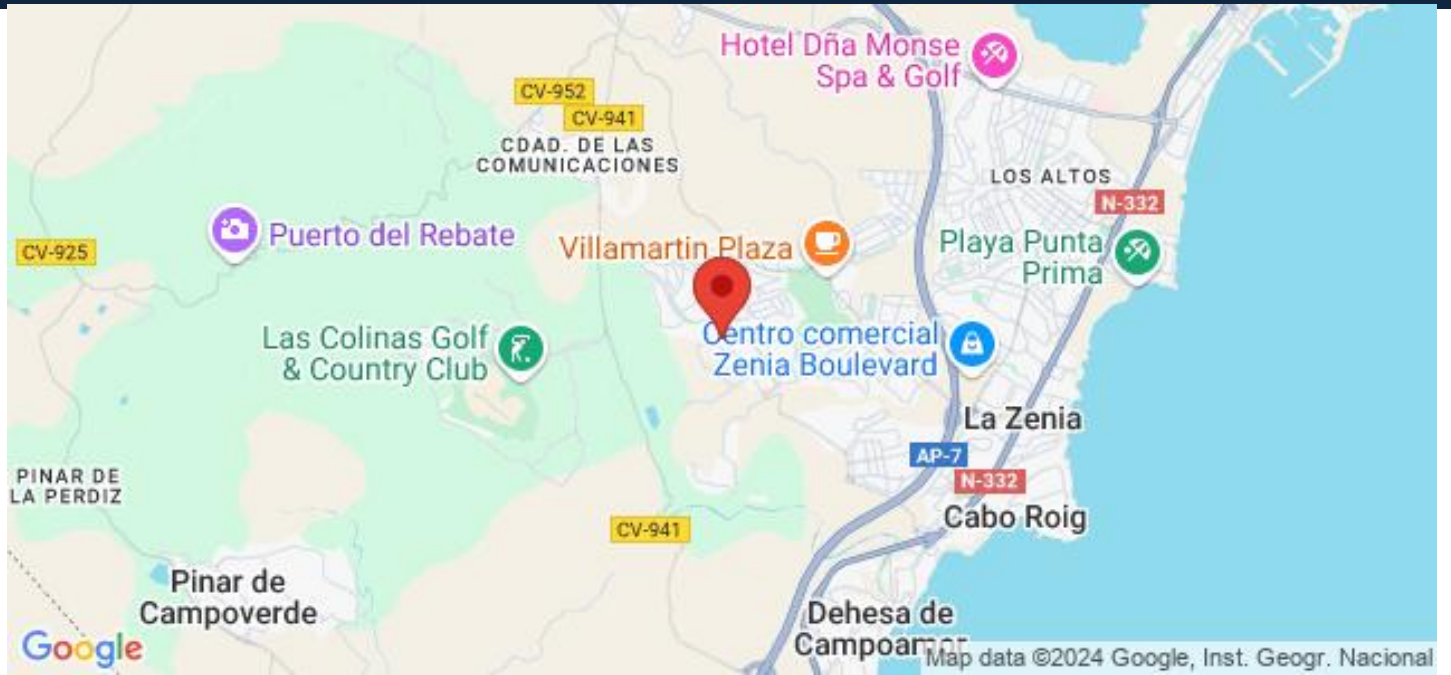 Hotel Dña Monse
Spa & Golf
CV-952
CV-941
CDAD. DE LAS
COMUNICACIONES
LOS ALTOS
N-332
Puerto del Rebate
CV-925
Villamartin Plaza
Playa Punta
Prima
Las Colinas Golf
& Country Club
Centro comercial
Zenia Boulevard
La Zenia
AP-7
N-332
PINAR DE
LA PERDIZ
Cabo Roig
CV-941
Pinar de
Campoverde
Dehesa de
Campoamor
Google
Map data ©2024 Google, Inst. Geogr. Nacional